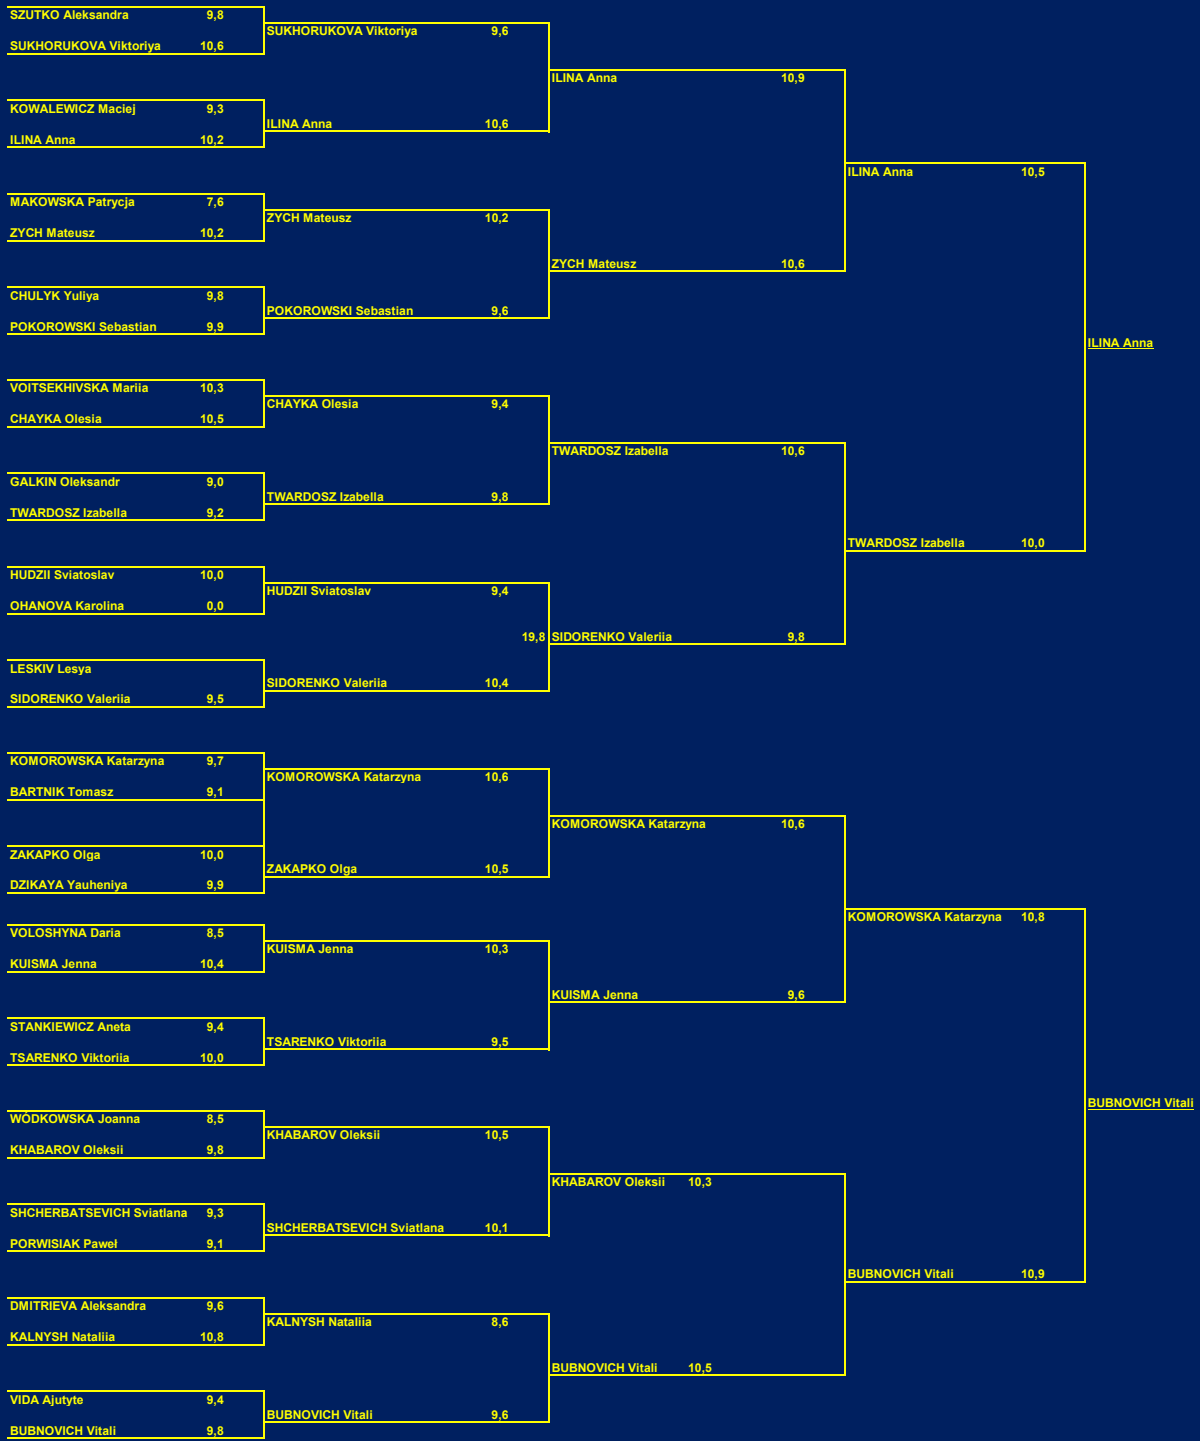 SZUTKO Aleksandra 9,8
SUKHORUKOVA Viktoriya 9,6
SUKHORUKOVA Viktoriya 10,6
ILINA Anna 10,9
KOWALEWICZ Maciej 9,3
ILINA Anna 10,6
ILINA Anna 10,2
ILINA Anna 10,5
MAKOWSKA Patrycja 7,6
ZYCH Mateusz 10,2
ZYCH Mateusz 10,2
ZYCH Mateusz 10,6
CHULYK Yuliya 9,8
POKOROWSKI Sebastian 9,6
POKOROWSKI Sebastian 9,9
ILINA Anna
VOITSEKHIVSKA Mariia 10,3
CHAYKA Olesia 9,4
CHAYKA Olesia 10,5
TWARDOSZ Izabella 10,6
GALKIN Oleksandr 9,0
TWARDOSZ Izabella 9,8
TWARDOSZ Izabella 9,2
TWARDOSZ Izabella 10,0
HUDZII Sviatoslav 10,0
HUDZII Sviatoslav 9,4
OHANOVA Karolina 0,0
19,8 SIDORENKO Valeriia 9,8
LESKIV Lesya
SIDORENKO Valeriia 10,4
SIDORENKO Valeriia 9,5
KOMOROWSKA Katarzyna 9,7
KOMOROWSKA Katarzyna 10,6
BARTNIK Tomasz 9,1
KOMOROWSKA Katarzyna 10,6
ZAKAPKO Olga 10,0
ZAKAPKO Olga 10,5
DZIKAYA Yauheniya 9,9
KOMOROWSKA Katarzyna 10,8
VOLOSHYNA Daria 8,5
KUISMA Jenna 10,3
KUISMA Jenna 10,4
KUISMA Jenna 9,6
STANKIEWICZ Aneta 9,4
TSARENKO Viktoriia 9,5
TSARENKO Viktoriia 10,0
BUBNOVICH Vitali
WÓDKOWSKA Joanna 8,5
KHABAROV Oleksii 10,5
KHABAROV Oleksii 9,8
KHABAROV Oleksii 10,3
SHCHERBATSEVICH Sviatlana 9,3
SHCHERBATSEVICH Sviatlana 10,1
PORWISIAK Paweł 9,1
BUBNOVICH Vitali 10,9
DMITRIEVA Aleksandra 9,6
KALNYSH Nataliia 8,6
KALNYSH Nataliia 10,8
BUBNOVICH Vitali 10,5
VIDA Ajutyte 9,4
BUBNOVICH Vitali 9,6
BUBNOVICH Vitali 9,8